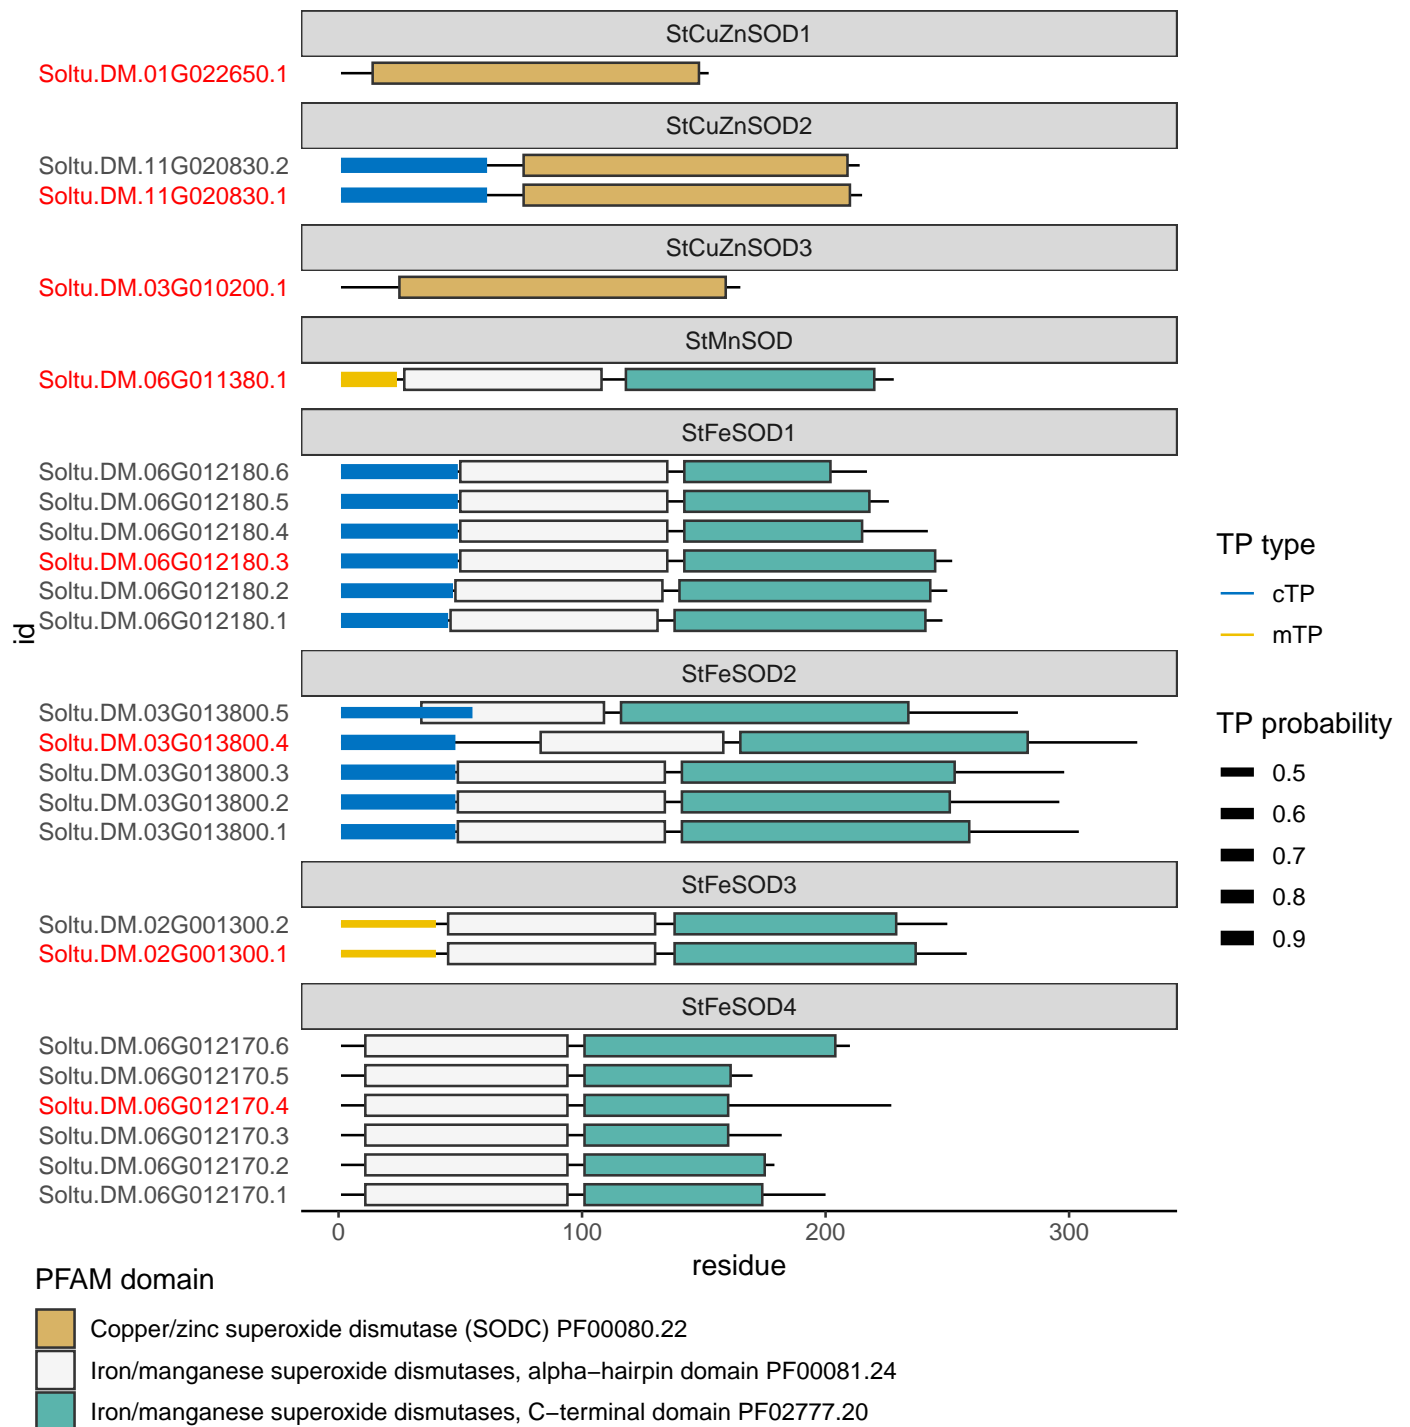 StCuZnSOD1
Soltu.DM.01G022650.1
StCuZnSOD2
Soltu.DM.11G020830.2
Soltu.DM.11G020830.1
StCuZnSOD3
Soltu.DM.03G010200.1
StMnSOD
Soltu.DM.06G011380.1
StFeSOD1
Soltu.DM.06G012180.6
Soltu.DM.06G012180.5
Soltu.DM.06G012180.4
Soltu.DM.06G012180.3
Soltu.DM.06G012180.2
Soltu.DM.06G012180.1
id
StFeSOD2
Soltu.DM.03G013800.5
Soltu.DM.03G013800.4
Soltu.DM.03G013800.3
Soltu.DM.03G013800.2
Soltu.DM.03G013800.1
StFeSOD3
Soltu.DM.02G001300.2
Soltu.DM.02G001300.1
StFeSOD4
Soltu.DM.06G012170.6
Soltu.DM.06G012170.5
Soltu.DM.06G012170.4
Soltu.DM.06G012170.3
Soltu.DM.06G012170.2
Soltu.DM.06G012170.1
0 100 200 300
residue
TP type
cTP
mTP
TP probability
0.5
0.6
0.7
0.8
0.9
PFAM domain
Copper/zinc superoxide dismutase (SODC) PF00080.22
Iron/manganese superoxide dismutases, alpha−hairpin domain PF00081.24
Iron/manganese superoxide dismutases, C−terminal domain PF02777.20